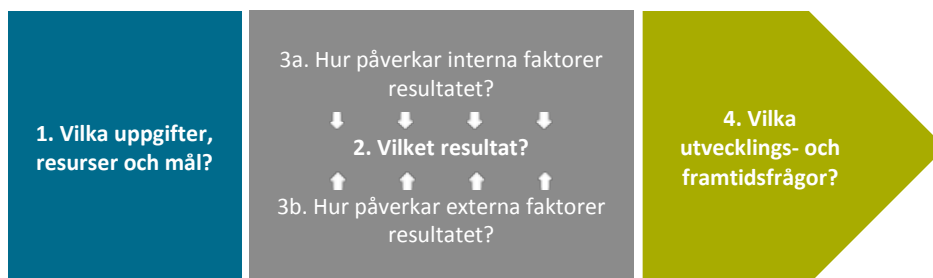 1. Vilka uppgifter,
resurser och mål?
3a. Hur påverkar interna faktorer
resultatet?
2. Vilket resultat?
3b. Hur påverkar externa faktorer
resultatet?
4. Vilka
utvecklings- och
framtidsfrågor?